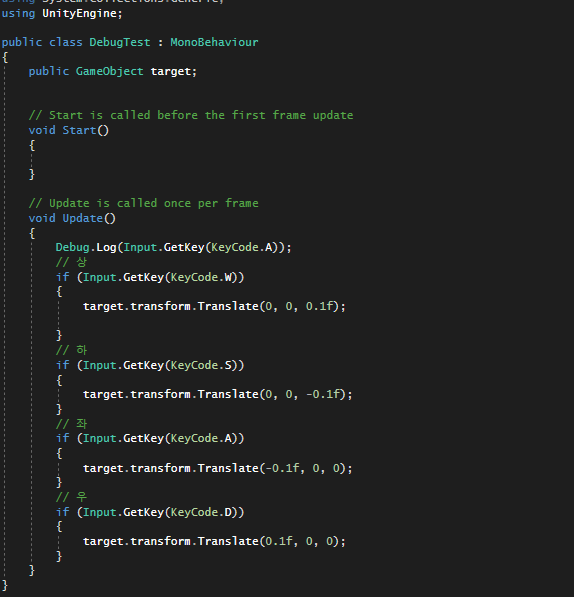 using System.Collections.Generic;
using UnityEngine;
public class DebugTest : MonoBehaviour
{
public GameObject target;
// Start is called before the first frame update
void Start()
{
}
// Update is called once per frame
void Update()
{
Debug.Log(Input.GetKey(KeyCode.A));
// 상
if (Input.GetKey(KeyCode.W))
{
target.transform.Translate(0, 0, 0.1f);
}
// 하
if (Input.GetKey(KeyCode.S))
{
target.transform.Translate(0, 0, -0.1f);
}
// 좌
if (Input.GetKey(KeyCode.A))
{
target.transform.Translate(-0.1f, 0, 0);
}
// 우
if (Input.GetKey(KeyCode.D))
{
target.transform.Translate(0.1f, 0, 0);
}
}
}